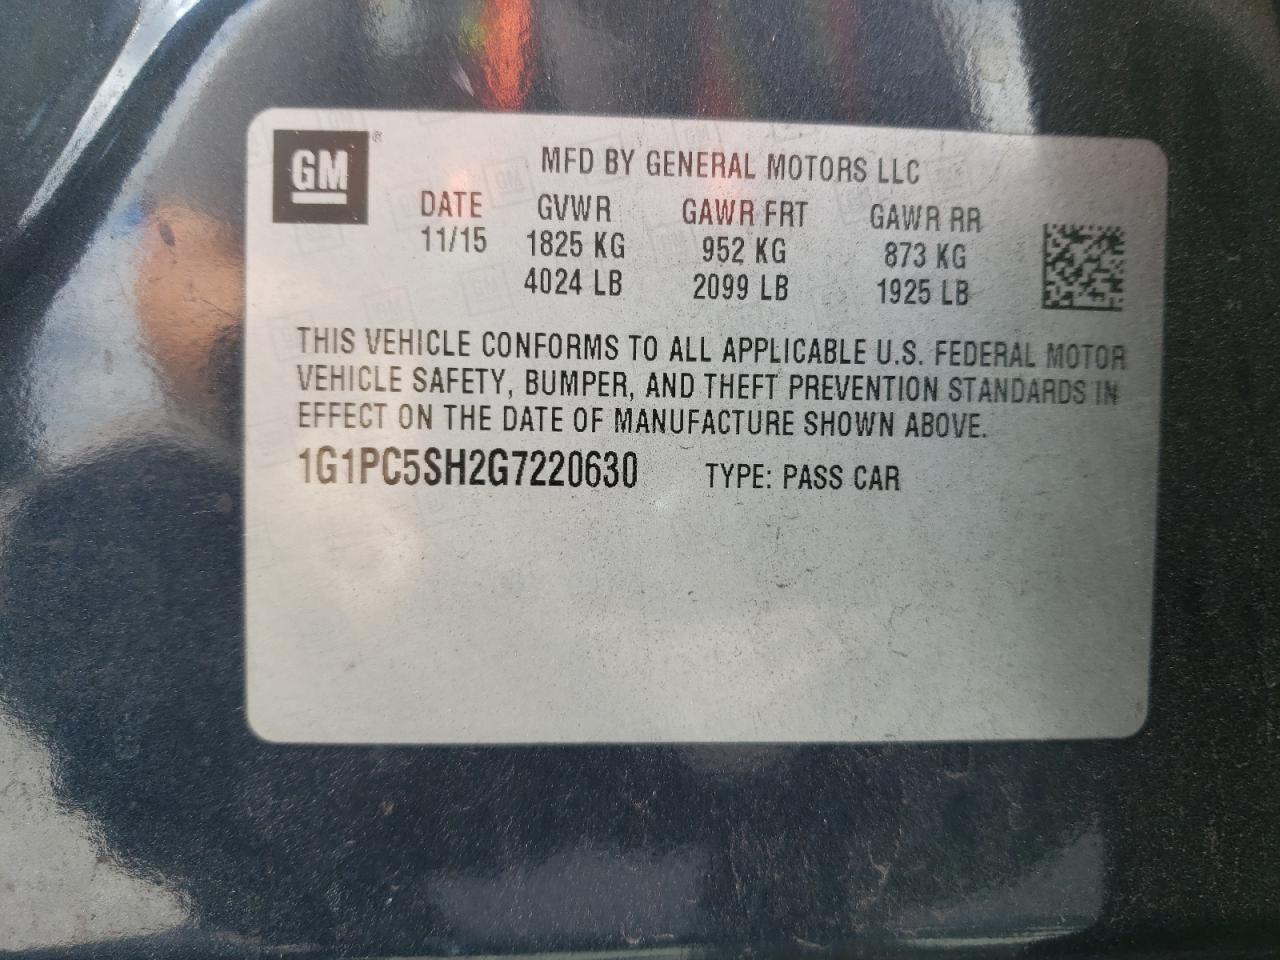 GM ®
MFD BY GENERAL MOTORS LLC
DATE GVWR GAWR FRT GAWR RR
11/15 1825 KG 952 KG 873 KG
4024 LB 2099 LB 1925 LB
THIS VEHICLE CONFORMS TO ALL APPLICABLE U.S. FEDERAL MOTOR
VEHICLE SAFETY, BUMPER, AND THEFT PREVENTION STANDARDS IN
EFFECT ON THE DATE OF MANUFACTURE SHOWN ABOVE.
1G1PC5SH2G7220630 TYPE: PASS CAR